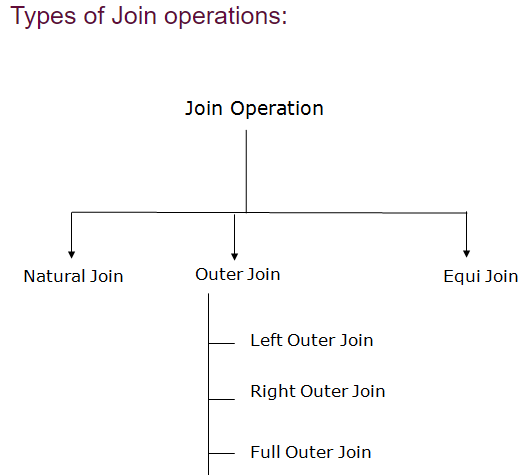 Types of Join operations:
Join Operation
Natural Join
Outer Join
Equi Join
Left Outer Join
Right Outer Join
Full Outer Join